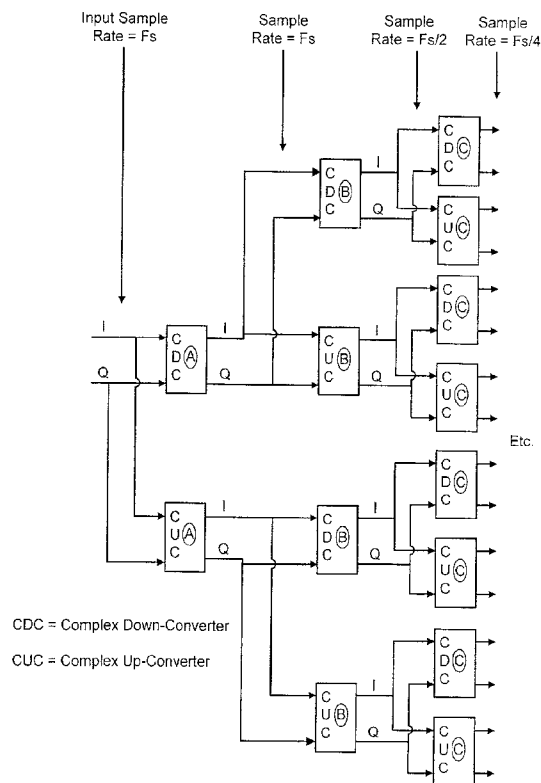 Input Sample
Rate = Fs
Sample
Rate = Fs
Sample
Rate = Fs/2
Sample
Rate = Fs/4
C
D
C
(C)
C
D
C
(B)
I
Q
C
U
C
(C)
C
D
C
(C)
I
Q
C
D
C
(A)
I
Q
C
U
C
(B)
I
Q
C
U
C
(C)
Etc.
C
D
C
(C)
C
U
C
(A)
I
Q
C
D
C
(B)
I
Q
C
U
C
(C)
CDC = Complex Down-Converter
CUC = Complex Up-Converter
C
D
C
(C)
C
U
C
(B)
I
Q
C
U
C
(C)